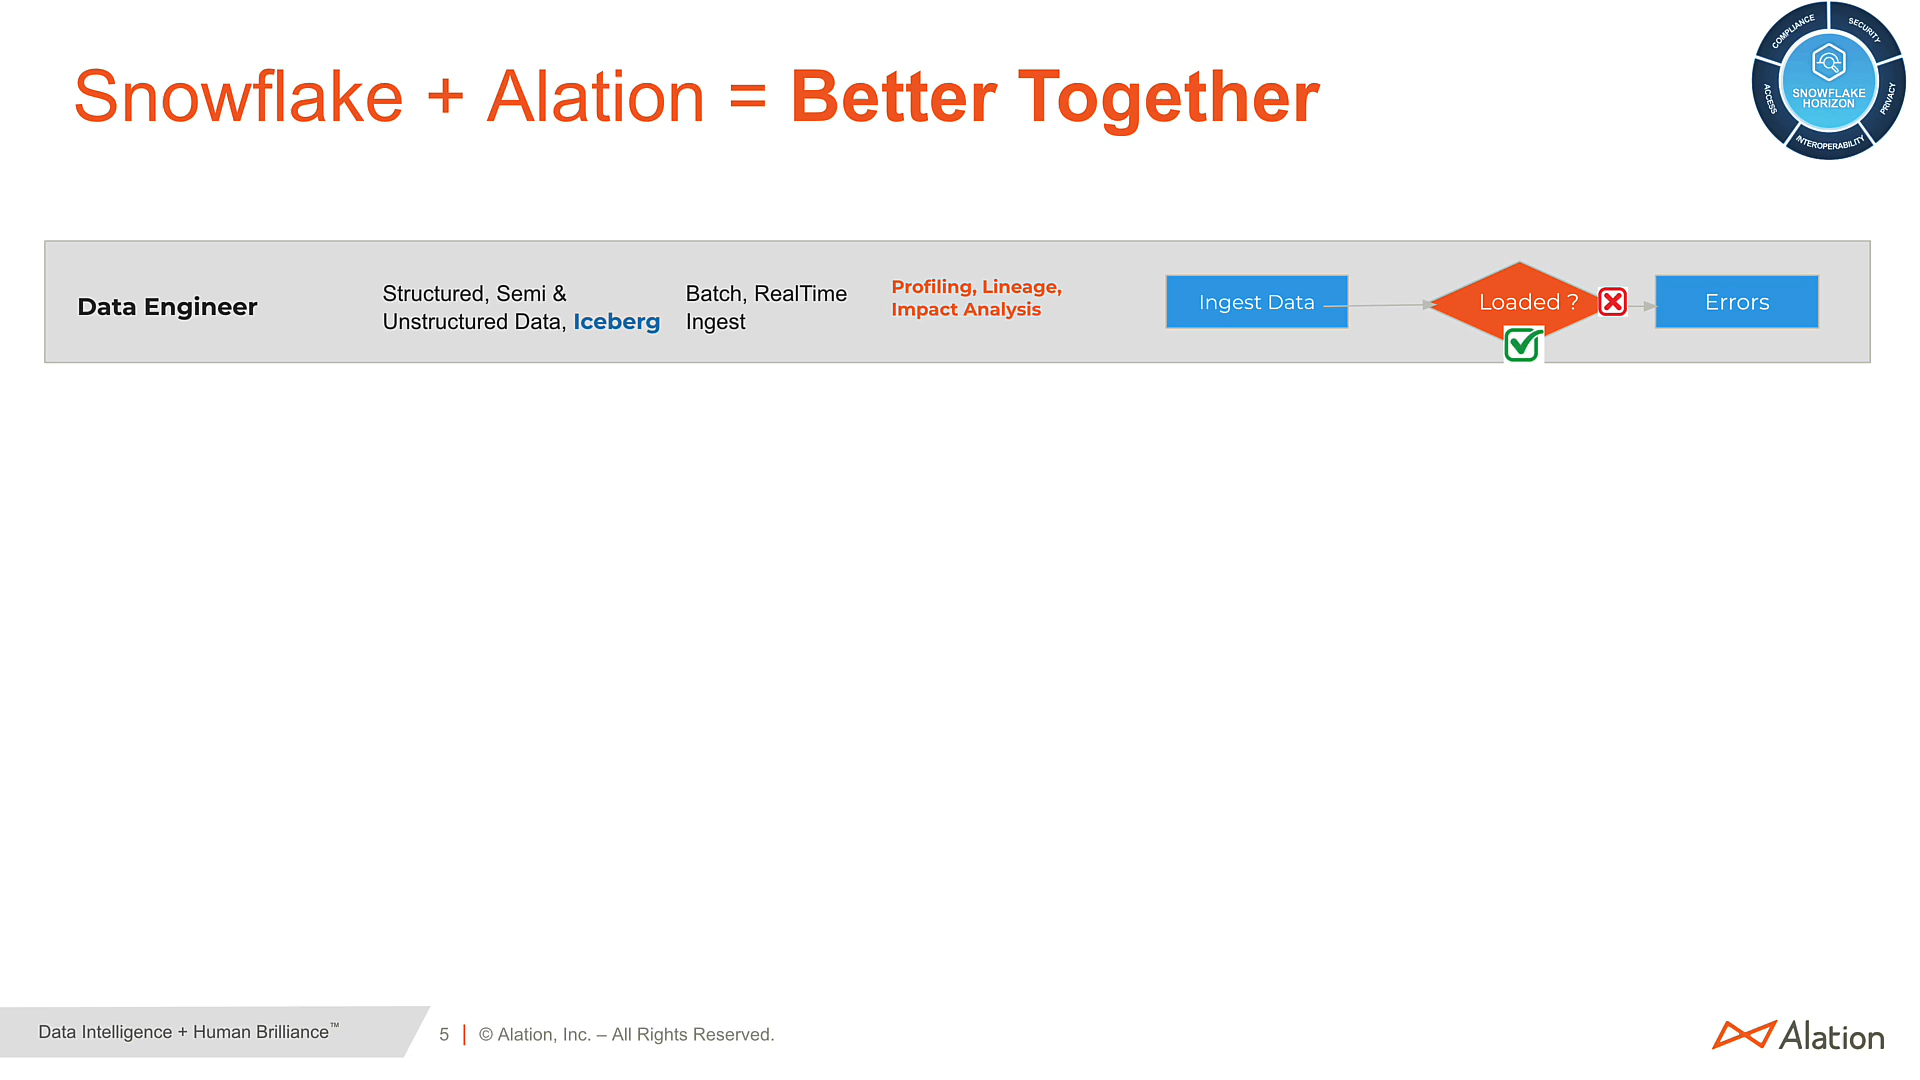 Snowflake + Alation = Better Together
COMPLIANCE
SECURITY
ACCESS
PRIVACY
INTEROPERABILITY
SNOWFLAKE
HORIZON
Data Engineer
Structured, Semi &
Unstructured Data, Iceberg
Batch, RealTime
Ingest
Profiling, Lineage,
Impact Analysis
Ingest Data
Loaded ?
Errors
Data Intelligence + Human Brilliance™
5
© Alation, Inc. – All Rights Reserved.
Alation